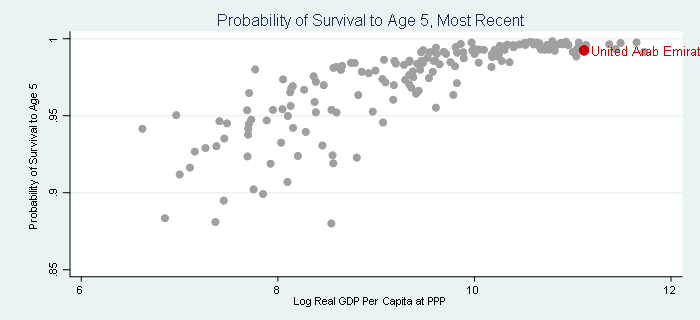 Probability of Survival to Age 5, Most Recent
Probability of Survival to Age 5
1
.95
.9
.85
United Arab Emirat
6
8
10
12
Log Real GDP Per Capita at PPP